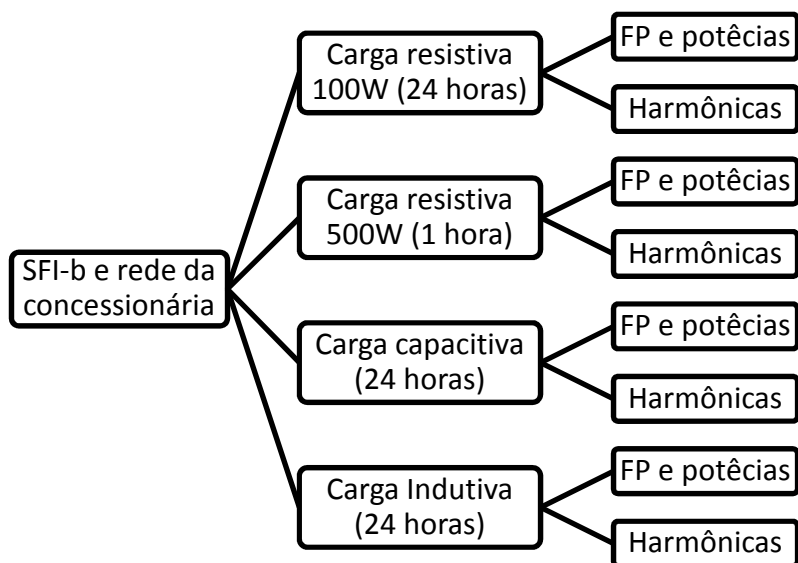 SFI-b e rede da
concessionária
Carga resistiva
100W (24 horas)
FP e potêcias
Harmônicas
Carga resistiva
500W (1 hora)
FP e potêcias
Harmônicas
Carga capacitiva
(24 horas)
FP e potêcias
Harmônicas
Carga Indutiva
(24 horas)
FP e potêcias
Harmônicas